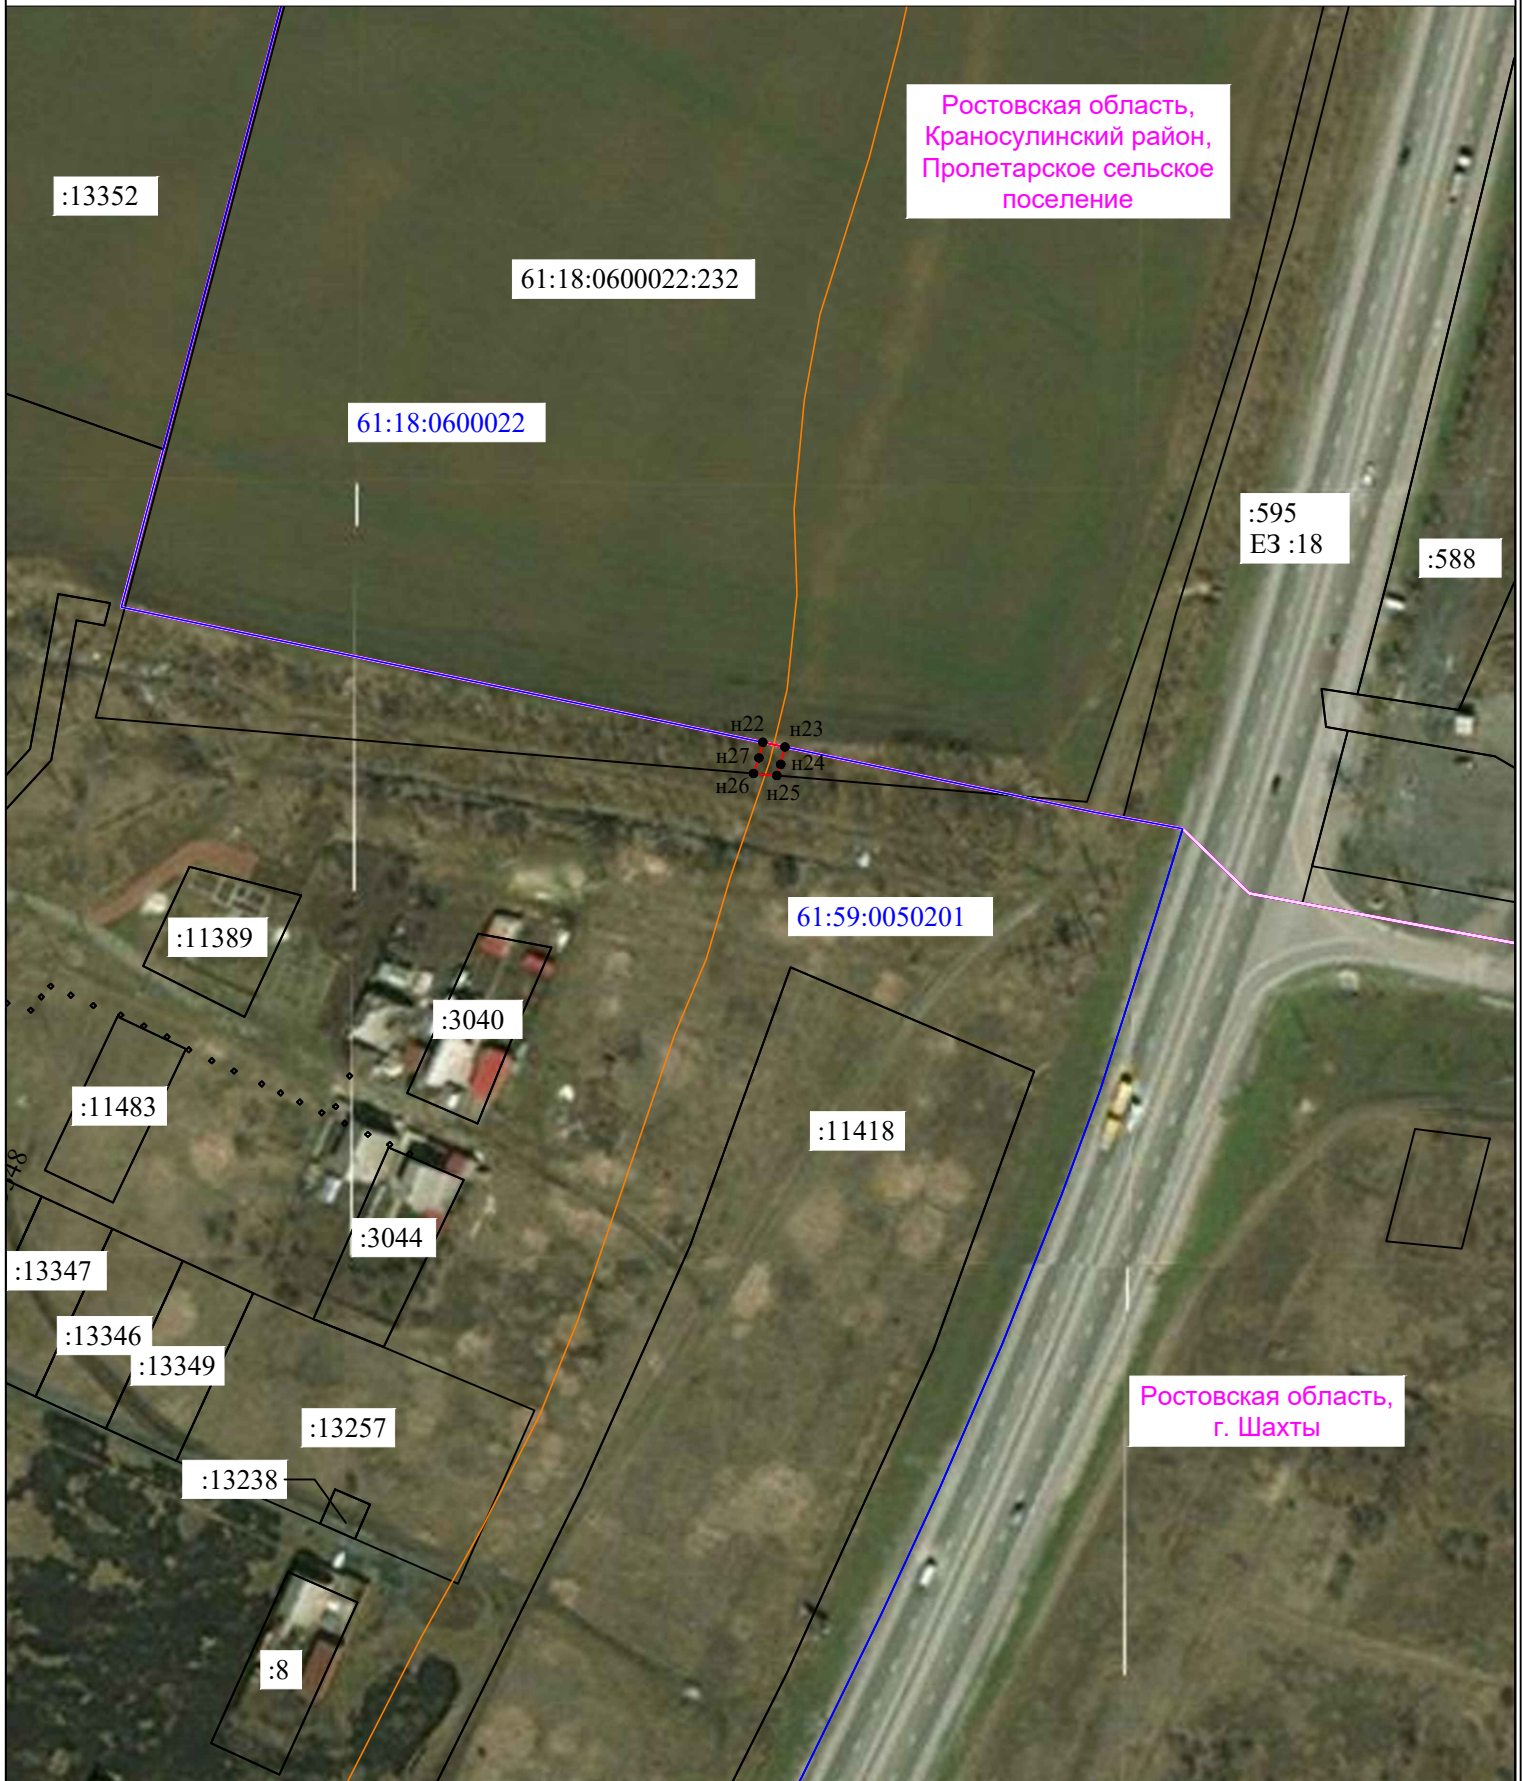 Ростовская область,
Краносулинский район,
Пролетарское сельское
поселение
:13352
61:18:0600022:232
61:18:0600022
:595
ЕЗ :18
:588
н22
н23
н27
н24
н26
н25
61:59:0050201
:11389
:3040
:11483
:11418
:3044
:13347
:13346
:13349
Ростовская область,
г. Шахты
:13257
:13238
:8